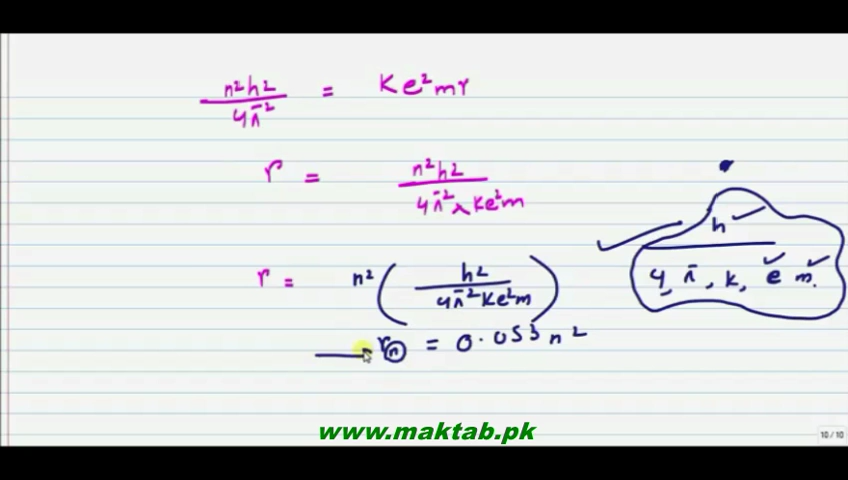 n²h² / 4π² = Ke²mr
r = n²h² / 4π² × Ke²m
h
r = n² ( h² / 4π²Ke²m )
4, π, k, e m.
rₙ = 0.053 n²
www.maktab.pk
10/10